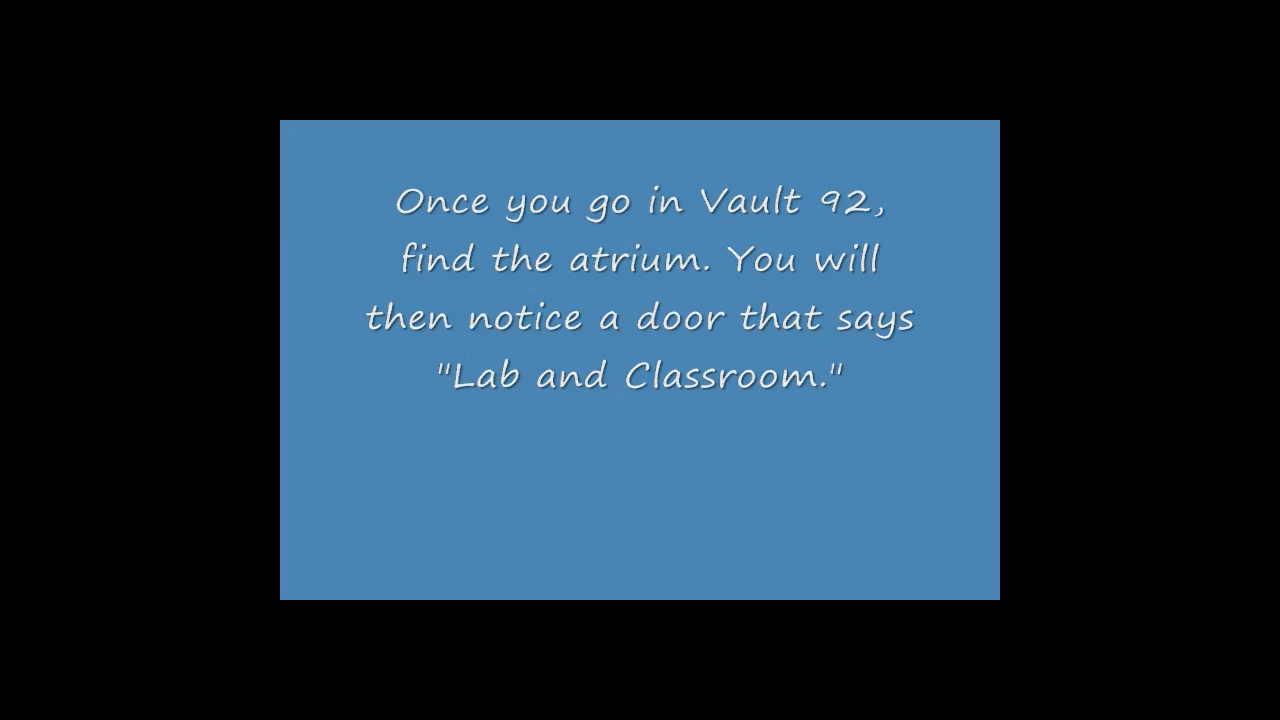 Once you go in Vault 92,
find the atrium. You will
then notice a door that says
"Lab and Classroom."